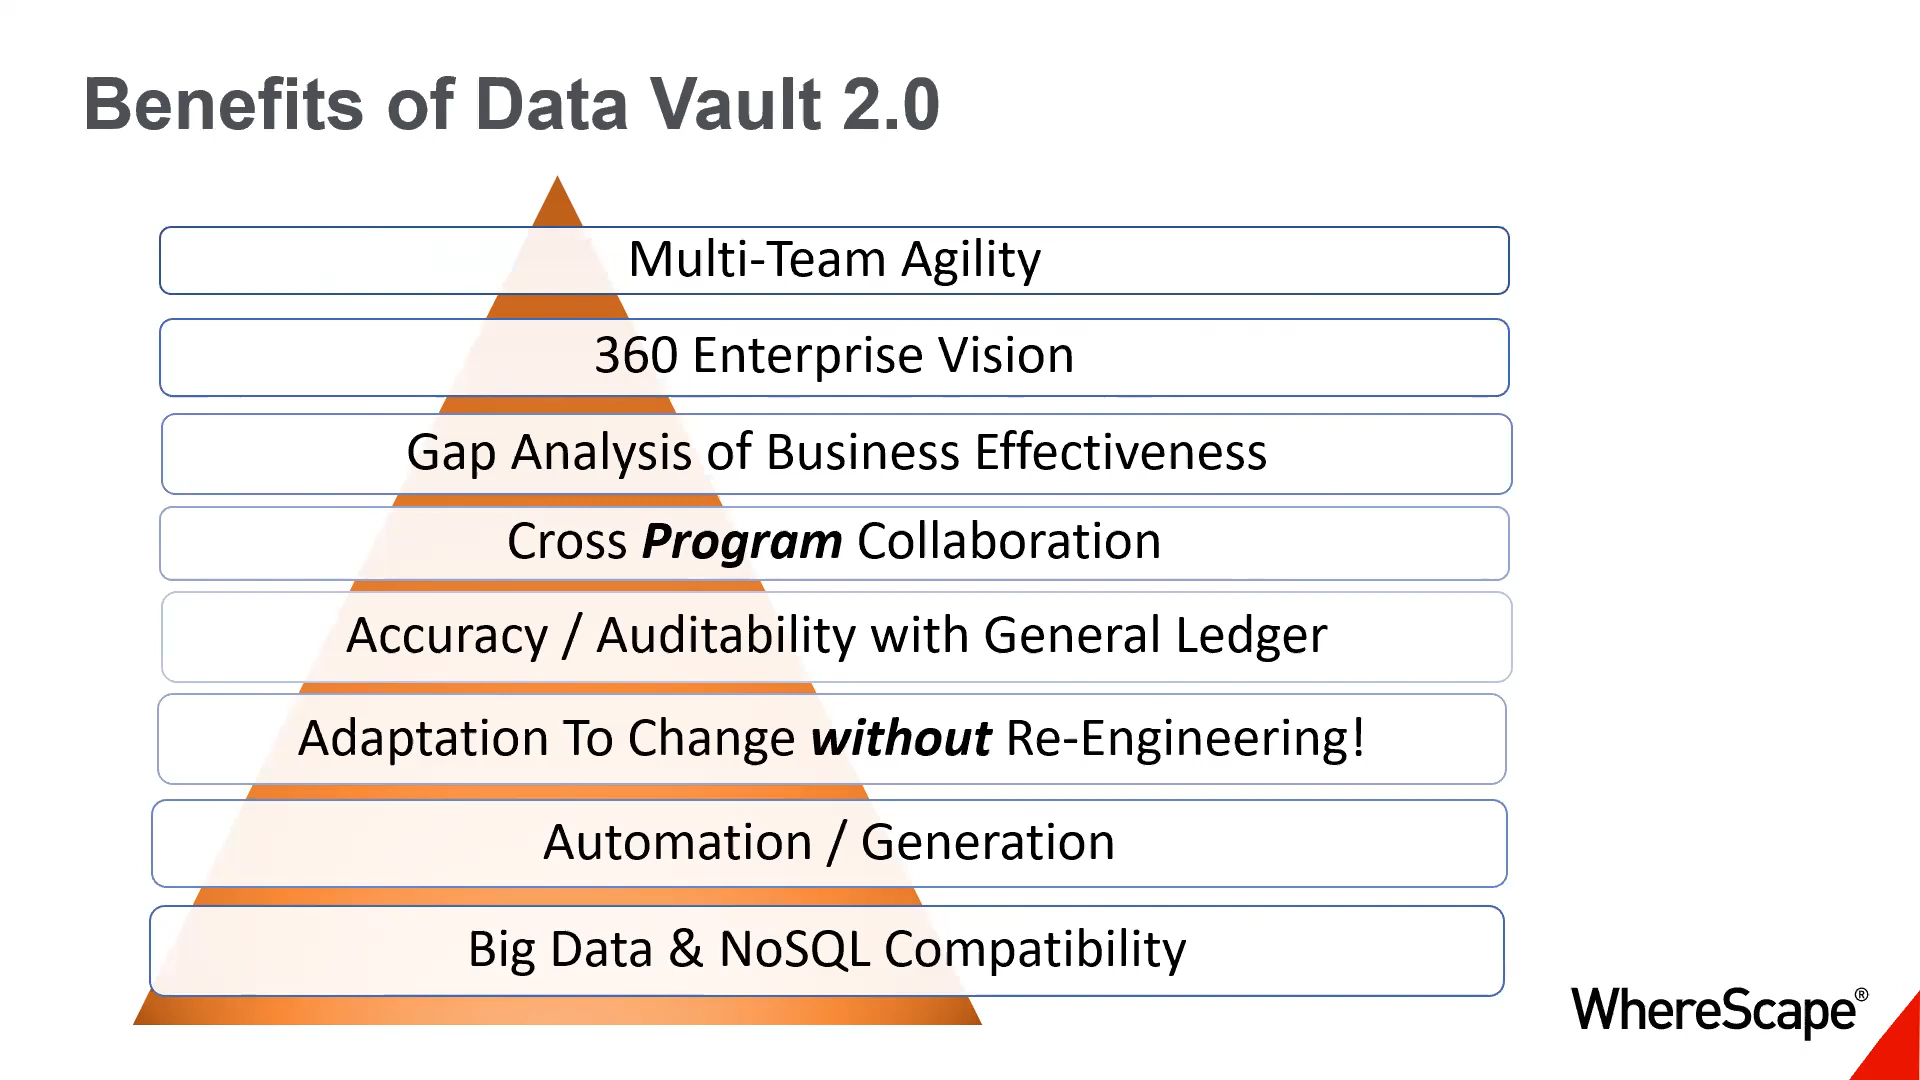 Benefits of Data Vault 2.0
Multi-Team Agility
360 Enterprise Vision
Gap Analysis of Business Effectiveness
Cross Program Collaboration
Accuracy / Auditability with General Ledger
Adaptation To Change without Re-Engineering!
Automation / Generation
Big Data & NoSQL Compatibility
WhereScape®